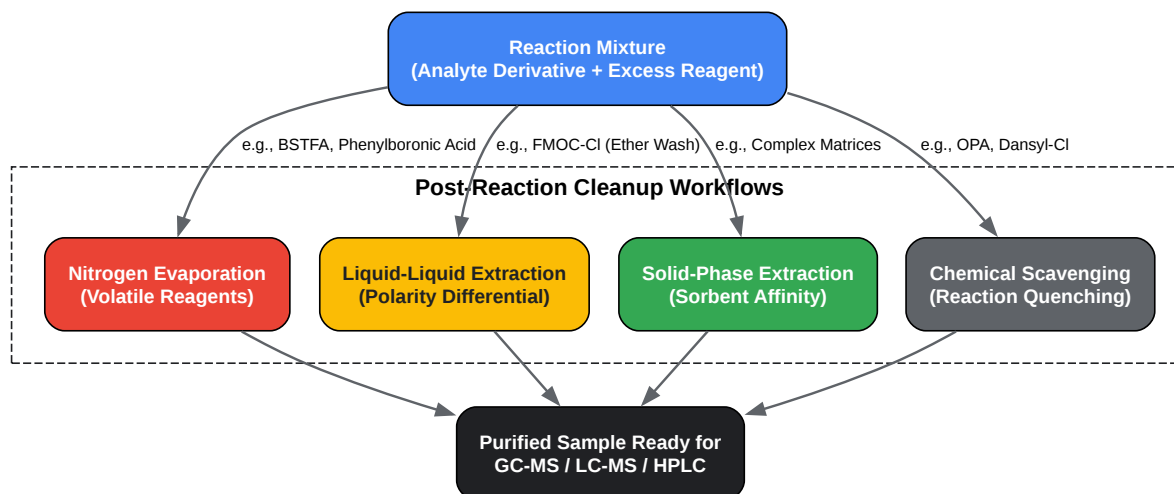 Reaction Mixture
(Analyte Derivative + Excess Reagent)
e.g., BSTFA, Phenylboronic Acid
e.g., FMOC-Cl (Ether Wash)
e.g., Complex Matrices
e.g., OPA, Dansyl-Cl
Post-Reaction Cleanup Workflows
Nitrogen Evaporation
(Volatile Reagents)
Liquid-Liquid Extraction
(Polarity Differential)
Solid-Phase Extraction
(Sorbent Affinity)
Chemical Scavenging
(Reaction Quenching)
Purified Sample Ready for
GC-MS / LC-MS / HPLC